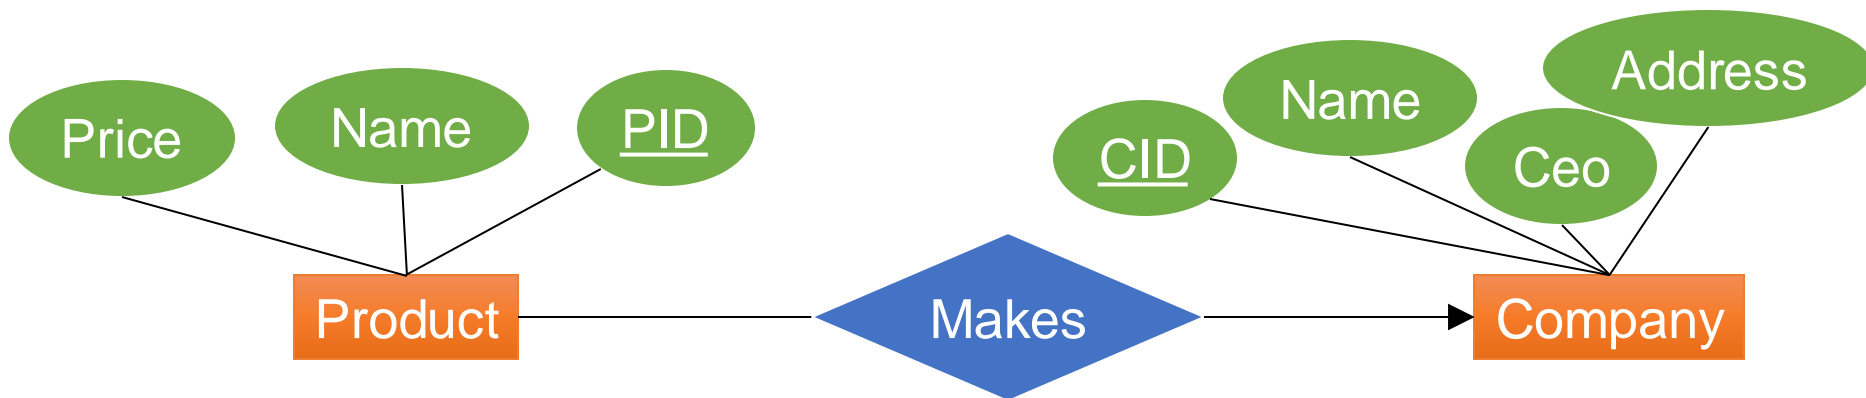 Price
Name
PID
CID
Name
Ceo
Address
Product
Makes
Company